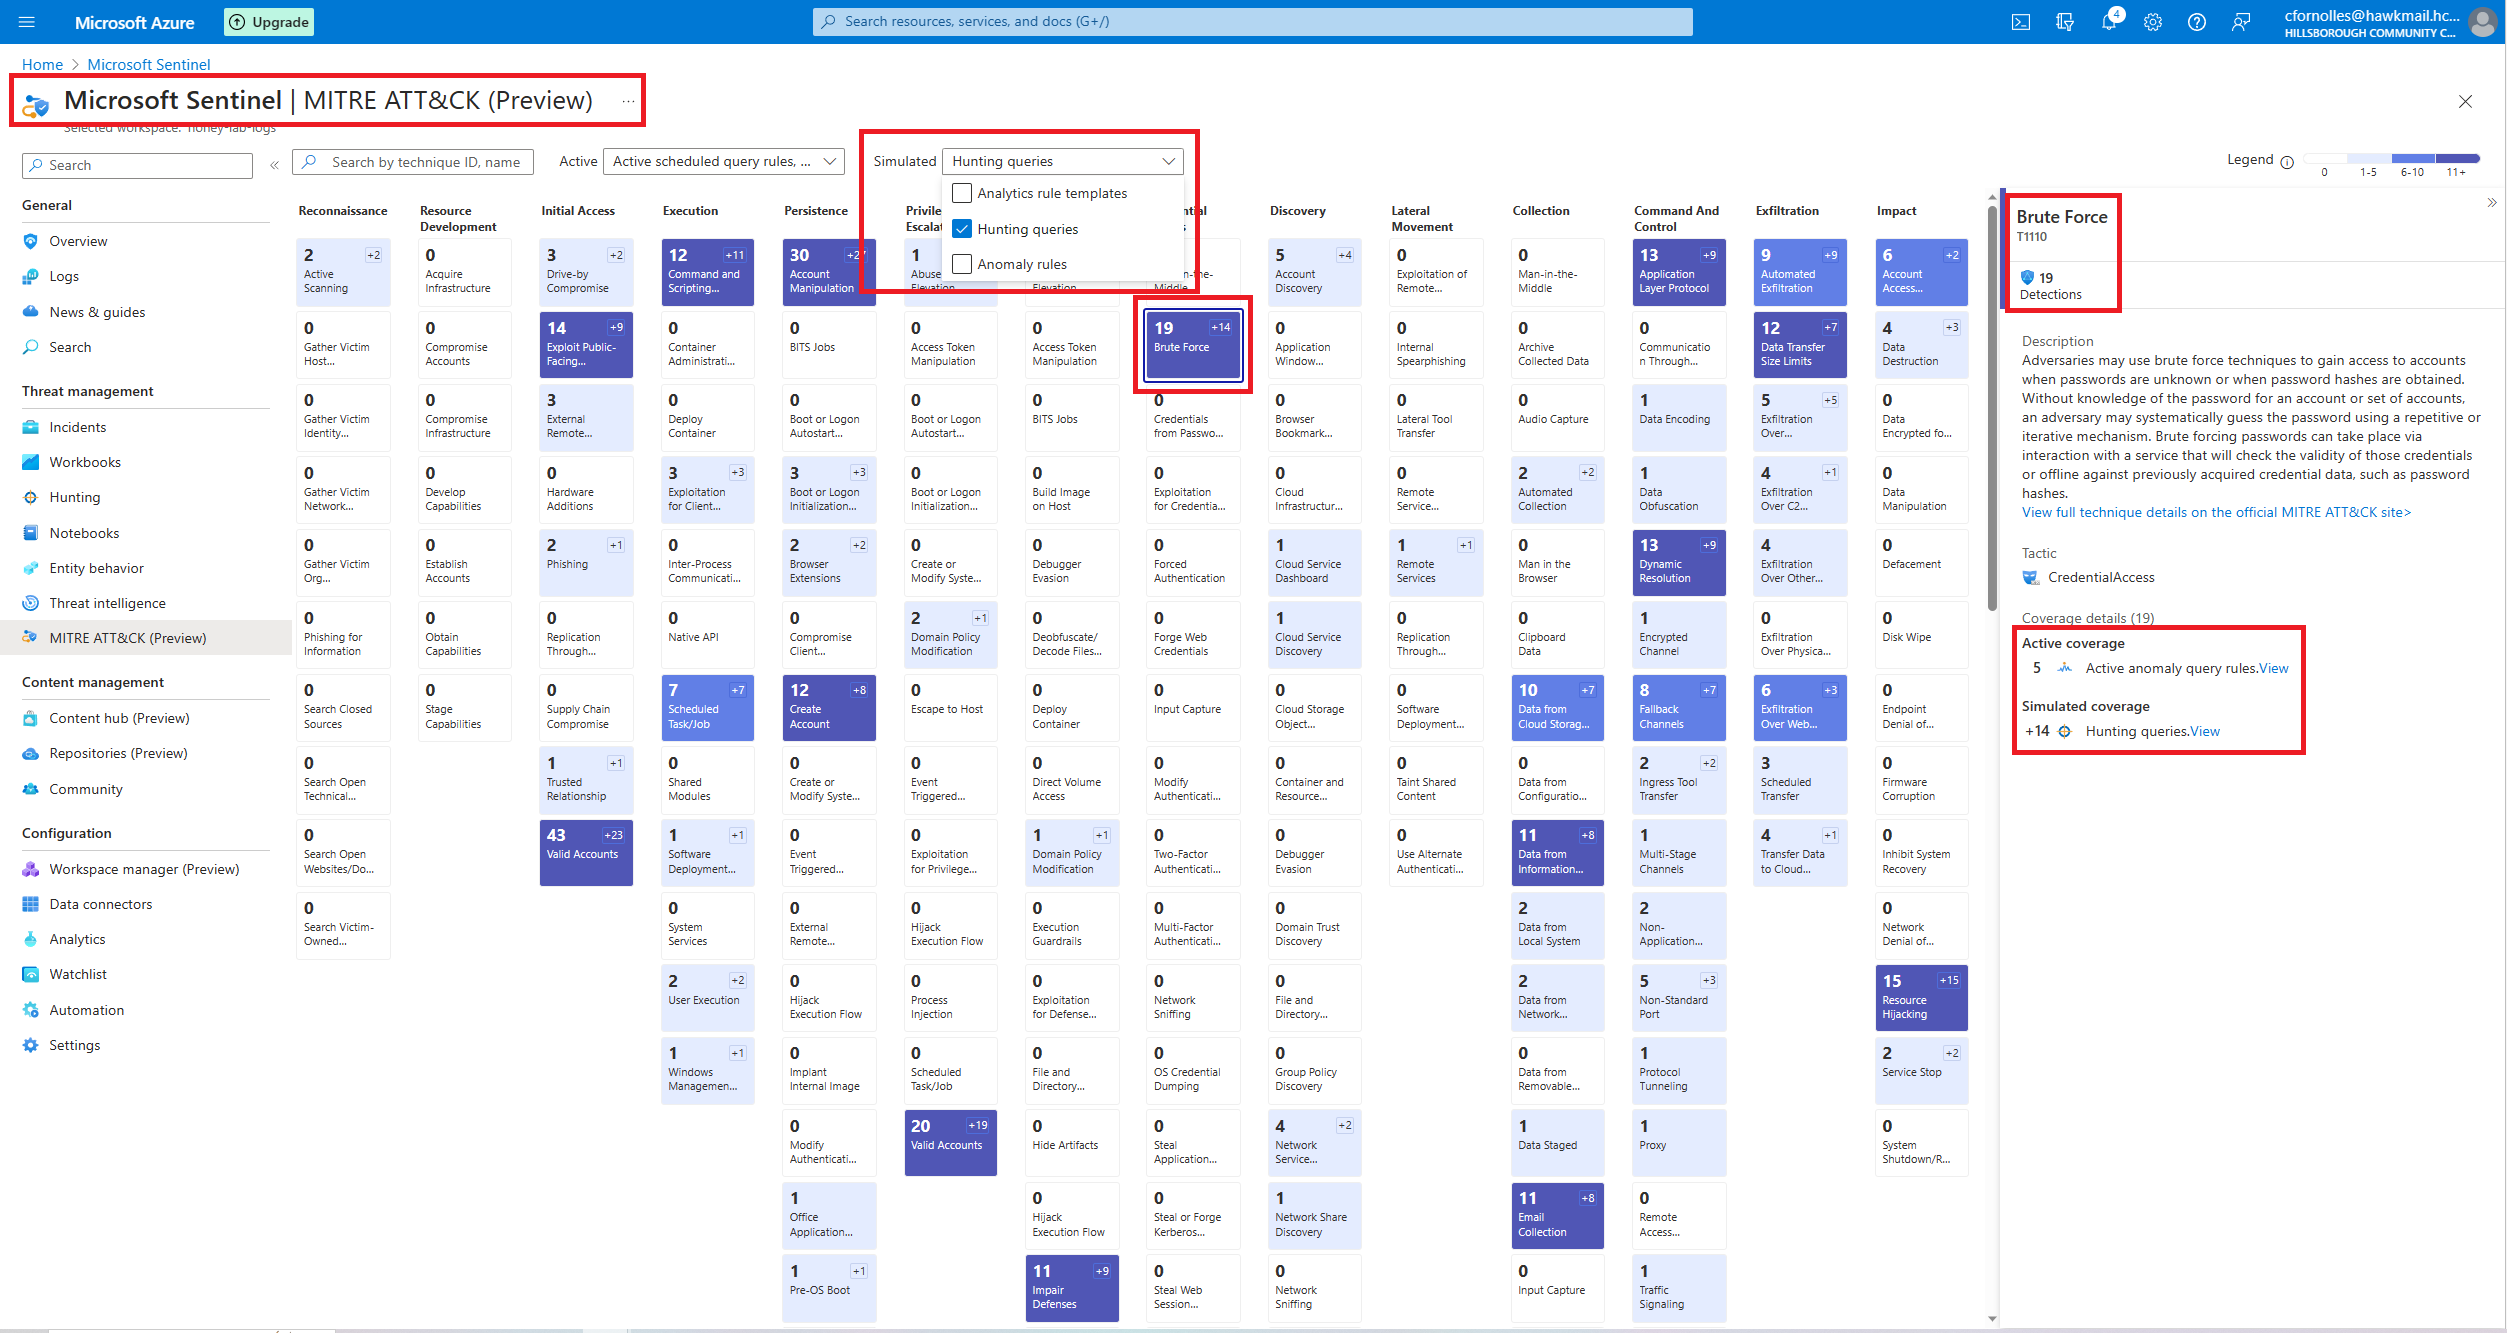 Microsoft Azure
Upgrade
Search resources, services, and docs (G+/)
4
cfornolles@hawkmail.hc...
HILLSBOROUGH COMMUNITY C...
Home > Microsoft Sentinel
Microsoft Sentinel | MITRE ATT&CK (Preview) ...
Selected workspace: 'honey-lab-logs'
Search
«
Search by technique ID, name
Active
Active scheduled query rules, ...
Simulated
Hunting queries
Analytics rule templates
Hunting queries
Anomaly rules
Legend
0
1-5
6-10
11+
General
Overview
Logs
News & guides
Search
Threat management
Incidents
Workbooks
Hunting
Notebooks
Entity behavior
Threat intelligence
MITRE ATT&CK (Preview)
Content management
Content hub (Preview)
Repositories (Preview)
Community
Configuration
Workspace manager (Preview)
Data connectors
Analytics
Watchlist
Automation
Settings
Reconnaissance
2 +2
Active
Scanning
0
Gather Victim
Host...
0
Gather Victim
Identity...
0
Gather Victim
Network...
0
Gather Victim
Org...
0
Phishing for
Information
0
Search Closed
Sources
0
Search Open
Technical...
0
Search Open
Websites/Do...
0
Search Victim-
Owned...
Resource
Development
0
Acquire
Infrastructure
0
Compromise
Accounts
0
Compromise
Infrastructure
0
Develop
Capabilities
0
Establish
Accounts
0
Obtain
Capabilities
0
Stage
Capabilities
Initial Access
3 +2
Drive-by
Compromise
14 +9
Exploit Public-
Facing...
3
External
Remote...
0
Hardware
Additions
2 +1
Phishing
0
Replication
Through...
0
Supply Chain
Compromise
1 +1
Trusted
Relationship
43 +23
Valid Accounts
Execution
12 +11
Command and
Scripting...
0
Container
Administrati...
0
Deploy
Container
3 +3
Exploitation
for Client...
0
Inter-Process
Communicati...
0
Native API
7 +7
Scheduled
Task/Job
0
Shared
Modules
1 +1
Software
Deployment...
0
System
Services
2 +2
User Execution
1 +1
Windows
Managemen...
Persistence
30
Account
Manipulation
0
BITS Jobs
0
Boot or Logon
Autostart...
3 +3
Boot or Logon
Initialization...
2 +2
Browser
Extensions
0
Compromise
Client...
12 +8
Create
Account
0
Create or
Modify Syste...
0
Event
Triggered...
0
External
Remote...
0
Hijack
Execution Flow
0
Implant
Internal Image
0
Modify
Authenticati...
1
Office
Application...
1 +1
Pre-OS Boot
1
Abuse
Elevation
0
Access Token
Manipulation
0
Boot or Logon
Autostart...
0
Boot or Logon
Initialization...
0
Create or
Modify Syste...
2 +1
Domain Policy
Modification
0
Escape to Host
0
Event
Triggered...
0
Exploitation
for Privilege...
0
Hijack
Execution Flow
0
Process
Injection
0
Scheduled
Task/Job
20 +19
Valid Accounts
Elevation
0
Access Token
Manipulation
0
BITS Jobs
0
Build Image
on Host
0
Debugger
Evasion
0
Deobfuscate/
Decode Files...
0
Deploy
Container
0
Direct Volume
Access
1 +1
Domain Policy
Modification
0
Execution
Guardrails
0
Exploitation
for Defense...
0
File and
Directory...
0
Hide Artifacts
0
Hijack
Execution Flow
11 +9
Impair
Defenses
Middle
19 +14
Brute Force
0
Credentials
from Passwo...
0
Exploitation
for Credentia...
0
Forced
Authentication
0
Forge Web
Credentials
0
Input Capture
0
Modify
Authenticati...
0
Two-Factor
Authenticati...
0
Multi-Factor
Authenticati...
0
Network
Sniffing
0
OS Credential
Dumping
0
Steal
Application...
0
Steal or Forge
Kerberos...
0
Steal Web
Session...
Discovery
5 +4
Account
Discovery
0
Application
Window...
0
Browser
Bookmark...
0
Cloud
Infrastructur...
1
Cloud Service
Dashboard
1
Cloud Service
Discovery
0
Cloud Storage
Object...
0
Container and
Resource...
0
Debugger
Evasion
0
Domain Trust
Discovery
0
File and
Directory...
0
Group Policy
Discovery
4 +2
Network
Service...
1
Network Share
Discovery
0
Network
Sniffing
Lateral
Movement
0
Exploitation of
Remote...
0
Internal
Spearphishing
0
Lateral Tool
Transfer
0
Remote
Service...
1 +1
Remote
Services
0
Replication
Through...
0
Software
Deployment...
0
Taint Shared
Content
0
Use Alternate
Authenticati...
Collection
0
Man-in-the-
Middle
0
Archive
Collected Data
0
Audio Capture
2 +2
Automated
Collection
0
Man in the
Browser
0
Clipboard
Data
10 +7
Data from
Cloud Storag...
0
Data from
Configuratio...
11 +8
Data from
Information...
2
Data from
Local System
2
Data from
Network...
0
Data from
Removable...
1
Data Staged
11 +8
Email
Collection
0
Input Capture
Command And
Control
13 +9
Application
Layer Protocol
0
Communicatio
n Through...
1
Data Encoding
1
Data
Obfuscation
13 +9
Dynamic
Resolution
1
Encrypted
Channel
8 +7
Fallback
Channels
2 +2
Ingress Tool
Transfer
1
Multi-Stage
Channels
2
Non-
Application...
5 +3
Non-Standard
Port
1
Protocol
Tunneling
1
Proxy
0
Remote
Access...
1
Traffic
Signaling
Exfiltration
9 +9
Automated
Exfiltration
12 +7
Data Transfer
Size Limits
5 +5
Exfiltration
Over...
4 +1
Exfiltration
Over C2...
4
Exfiltration
Over Other...
0
Exfiltration
Over Physica...
6 +3
Exfiltration
Over Web...
3
Scheduled
Transfer
4 +1
Transfer Data
to Cloud...
Impact
6 +2
Account
Access...
4 +3
Data
Destruction
0
Data
Encrypted fo...
0
Data
Manipulation
0
Defacement
0
Disk Wipe
0
Endpoint
Denial of...
0
Firmware
Corruption
0
Inhibit System
Recovery
0
Network
Denial of...
15 +15
Resource
Hijacking
2 +2
Service Stop
0
System
Shutdown/R...
»
Brute Force
T1110
19
Detections
Description
Adversaries may use brute force techniques to gain access to accounts
when passwords are unknown or when password hashes are obtained.
Without knowledge of the password for an account or set of accounts,
an adversary may systematically guess the password using a repetitive or
iterative mechanism. Brute forcing passwords can take place via
interaction with a service that will check the validity of those credentials
or offline against previously acquired credential data, such as password
hashes.
View full technique details on the official MITRE ATT&CK site>
Tactic
CredentialAccess
Coverage details (19)
Active coverage
5 Active anomaly query rules.View
Simulated coverage
+14 Hunting queries.View